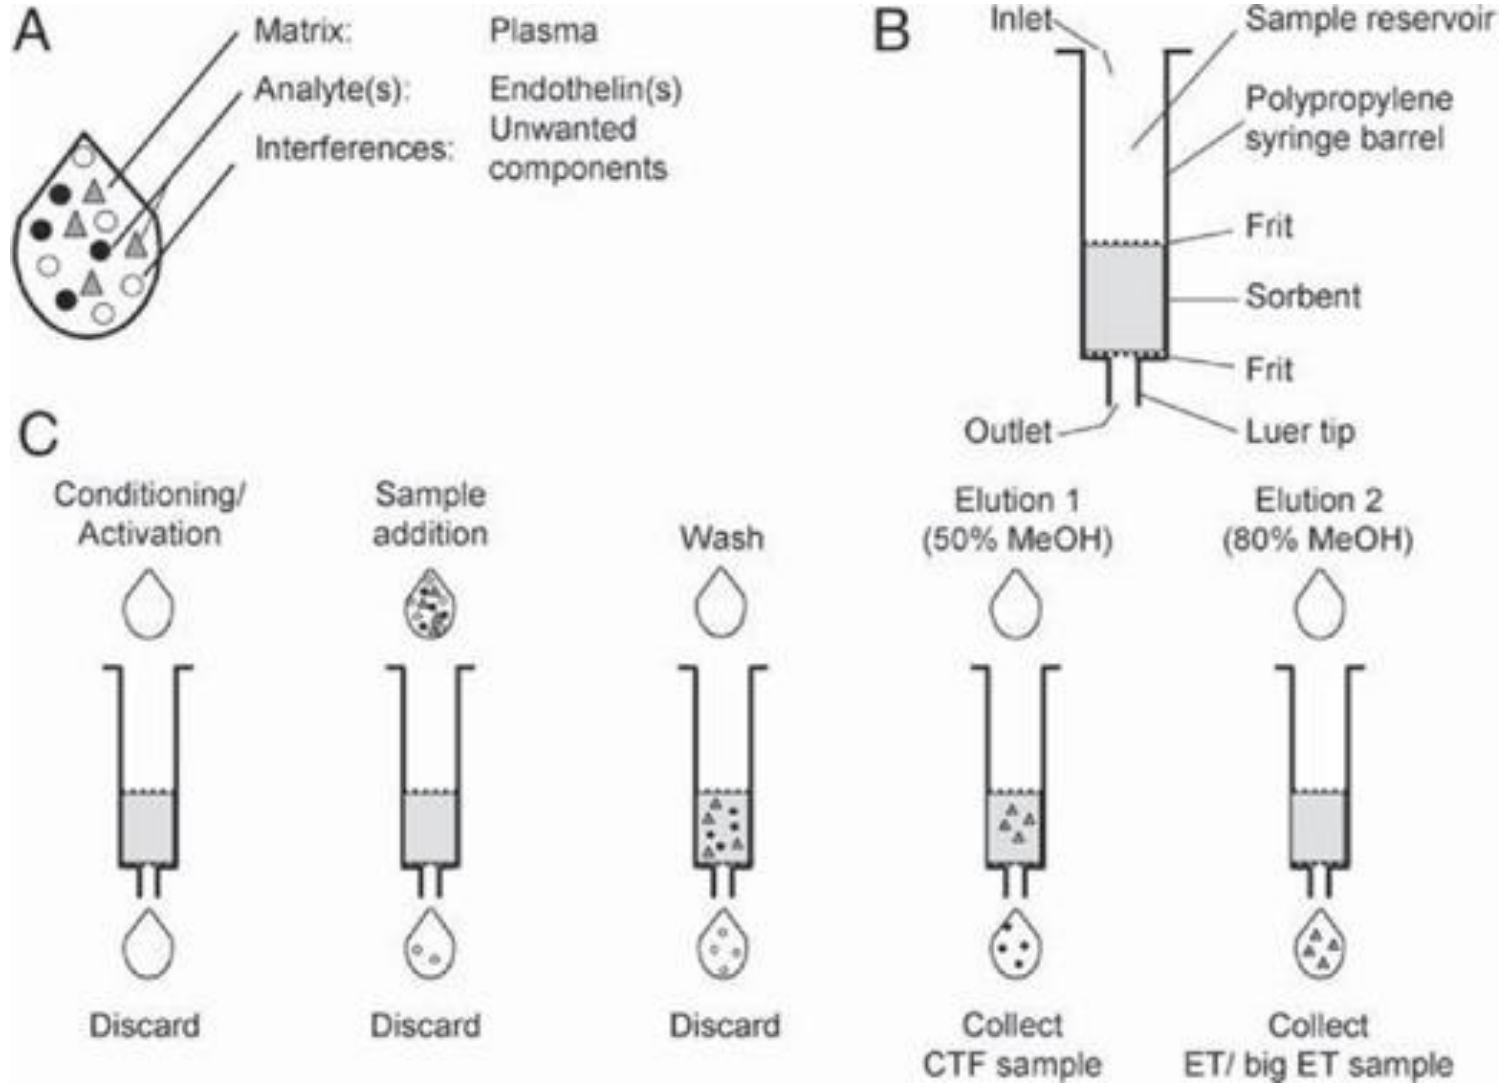 A
Matrix: Plasma
Analyte(s): Endothelin(s)
Interferences: Unwanted
components
B
Inlet
Sample reservoir
Polypropylene
syringe barrel
Frit
Sorbent
Frit
Outlet
Luer tip
C
Conditioning/
Activation
Discard
Sample
addition
Discard
Wash
Discard
Elution 1
(50% MeOH)
Collect
CTF sample
Elution 2
(80% MeOH)
Collect
ET/ big ET sample